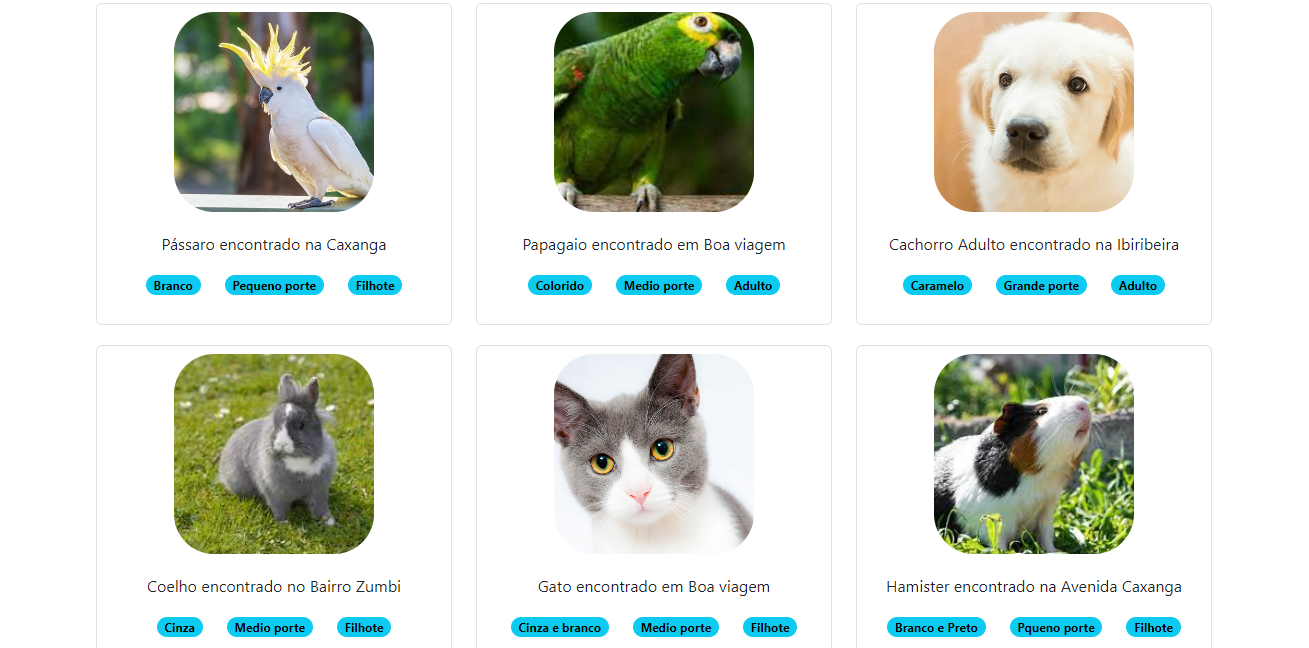 Pássaro encontrado na Caxanga
Branco Pequeno porte Filhote
Papagaio encontrado em Boa viagem
Colorido Medio porte Adulto
Cachorro Adulto encontrado na Ibiribeira
Caramelo Grande porte Adulto
Coelho encontrado no Bairro Zumbi
Cinza Medio porte Filhote
Gato encontrado em Boa viagem
Cinza e branco Medio porte Filhote
Hamister encontrado na Avenida Caxanga
Branco e Preto Pqueno porte Filhote